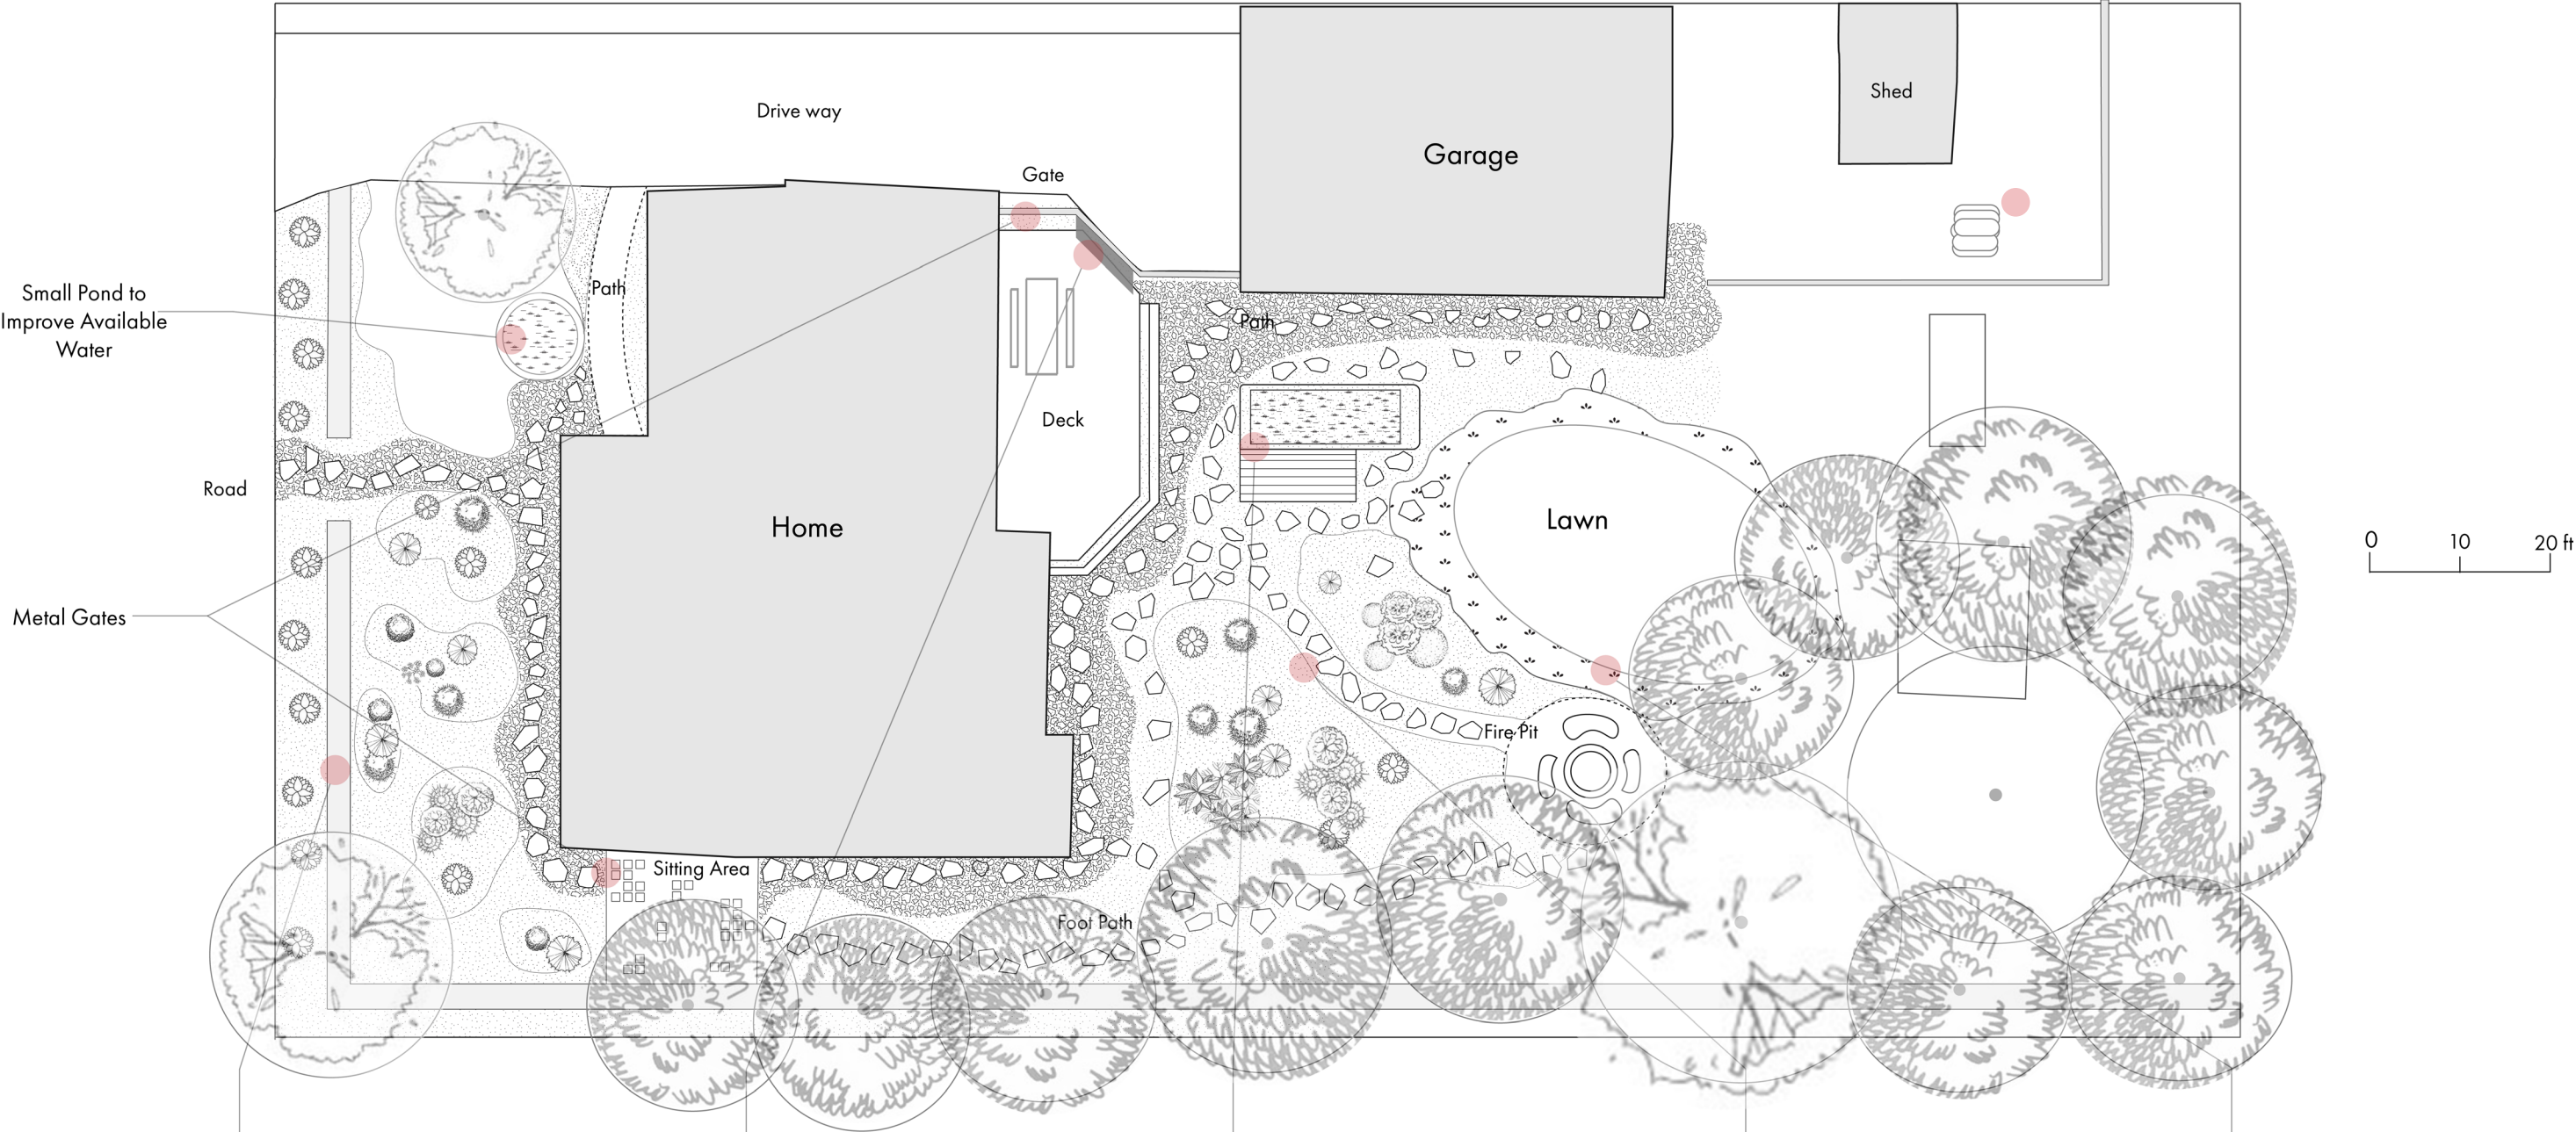 Drive way
Garage
Shed
Gate
Small Pond to
Improve Available
Water
Path
Path
Deck
Road
Home
Lawn
0 10 20 ft
Metal Gates
Fire Pit
Sitting Area
Foot Path